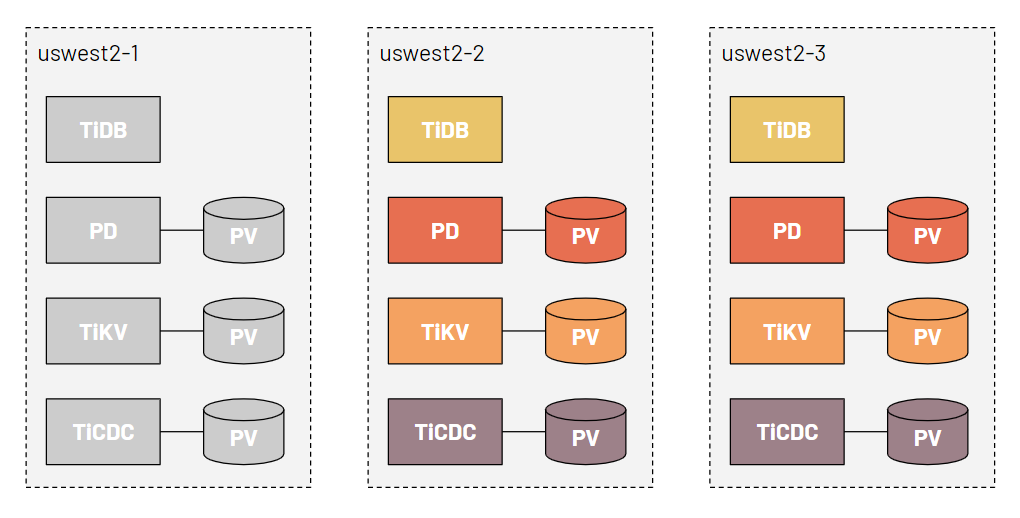 uswest2-1
TiDB
PD
PV
TiKV
PV
TiCDC
PV
uswest2-2
TiDB
PD
PV
TiKV
PV
TiCDC
PV
uswest2-3
TiDB
PD
PV
TiKV
PV
TiCDC
PV